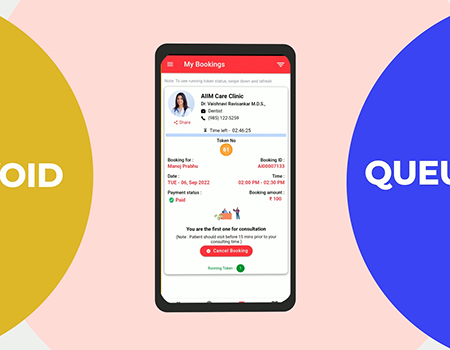 My Bookings
Note: To see running token status, swipe down and refresh
AIIM Care Clinic
Dr. Vaishnavi Ravisankar M.D.S.,
Dentist
(985) 122-5259
Share
Time left - 02:46:25
Token No
01
Booking for :
Booking ID :
Manoj Prabhu
AI00007133
Date :
Time :
TUE - 06, Sep 2022
02:00 PM - 02:30 PM
Payment status :
Booking amount :
Paid
₹ 100
You are the first one for consultation
(Note : Patient should visit before 15 mins prior to your
consulting time.)
Cancel Booking
Running Token :
1
OID
QUEU